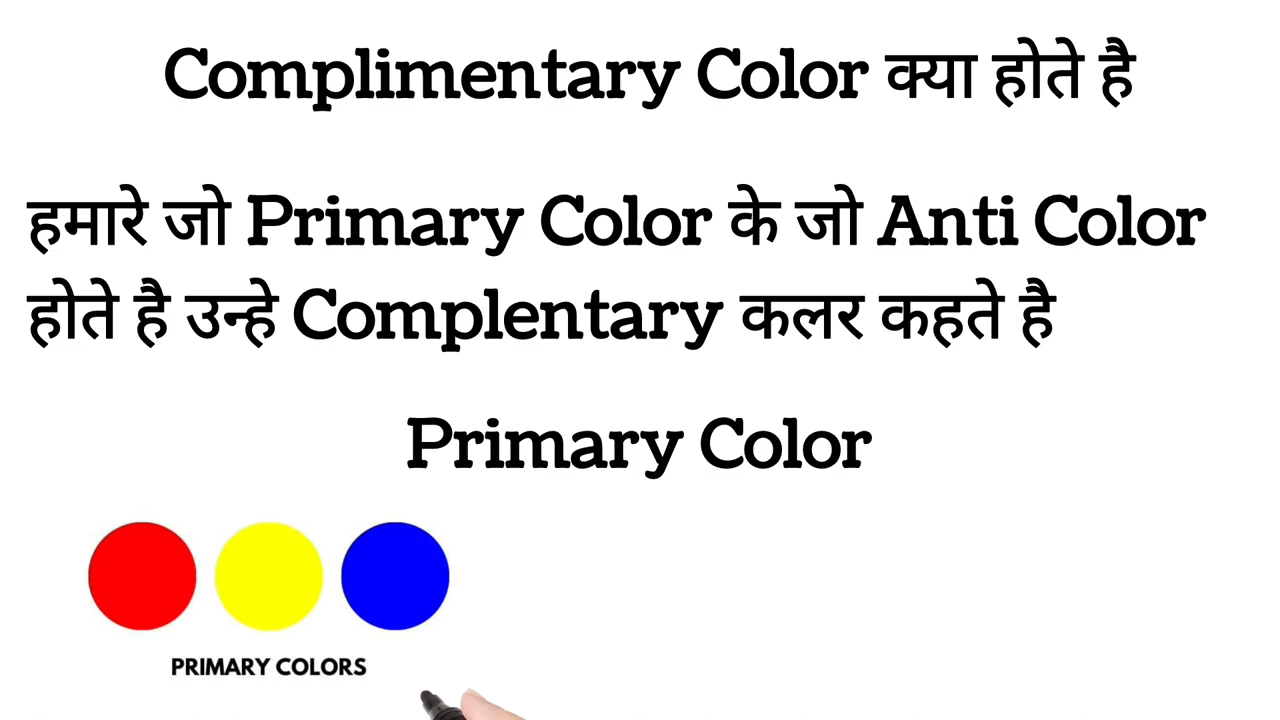 Complimentary Color क्या होते है
हमारे जो Primary Color के जो Anti Color
होते है उन्हे Complentary कलर कहते है
Primary Color
PRIMARY COLORS